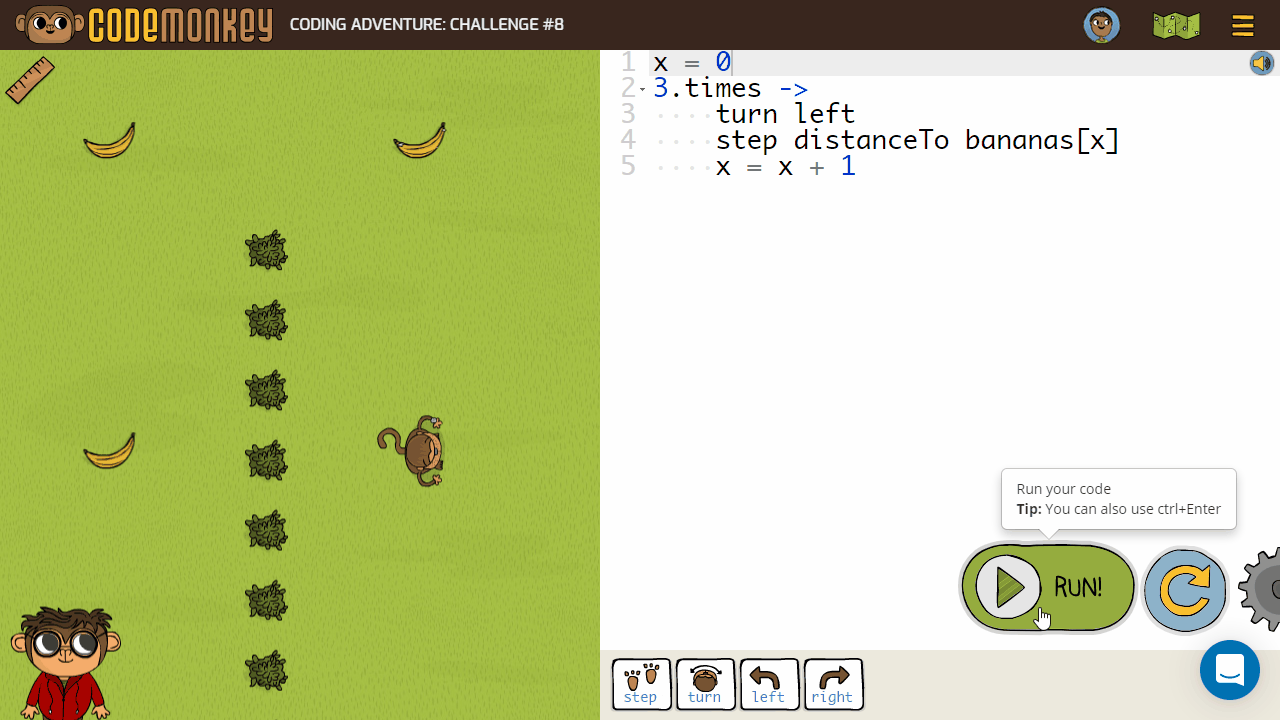 CODEMONKEY
CODING ADVENTURE: CHALLENGE #8
1 x = 0
2 3.times ->
3 turn left
4 step distanceTo bananas[x]
5 x = x + 1
Run your code
Tip: You can also use ctrl+Enter
RUN!
step turn left right